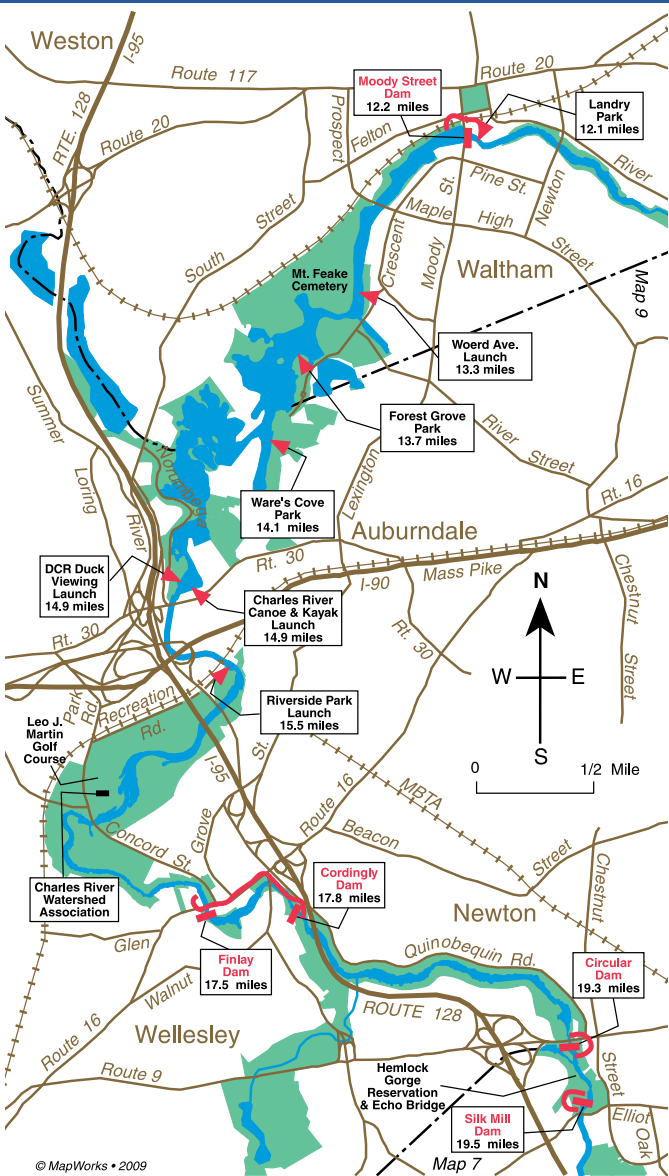 Weston
I-95
Route 117
Route 20
Moody Street
Dam
12.2 miles
Landry
Park
12.1 miles
RTE. 128
Route 20
Prospect
Felton
River
South
Street
St.
Pine St.
Newton
Maple
High
Street
Crescent
Moody
Mt. Feake
Cemetery
Waltham
Map 9
Woerd Ave.
Launch
13.3 miles
Forest Grove
Park
13.7 miles
Summer
Loring
River
Norumbega
River
Street
Ware's Cove
Park
14.1 miles
Lexington
Rt. 16
Auburndale
DCR Duck
Viewing
Launch
14.9 miles
Rt. 30
I-90
Mass Pike
Chestnut
Street
Charles River
Canoe & Kayak
Launch
14.9 miles
Rt. 30
Rt. 30
N
W
E
S
Park
Rd.
Recreation
Rd.
Riverside Park
Launch
15.5 miles
Leo J.
Martin
Golf
Course
I-95
St.
0
1/2 Mile
MBTA
Route 16
Concord St.
Grove
Beacon
Street
Chestnut
Charles River
Watershed
Association
Cordingly
Dam
17.8 miles
Newton
Glen
Finlay
Dam
17.5 miles
Quinobequin Rd.
Circular
Dam
19.3 miles
Walnut
Route 16
ROUTE 128
Wellesley
Route 9
Hemlock
Gorge
Reservation
& Echo Bridge
Street
Silk Mill
Dam
19.5 miles
Elliot
Oak
Map 7
© MapWorks • 2009